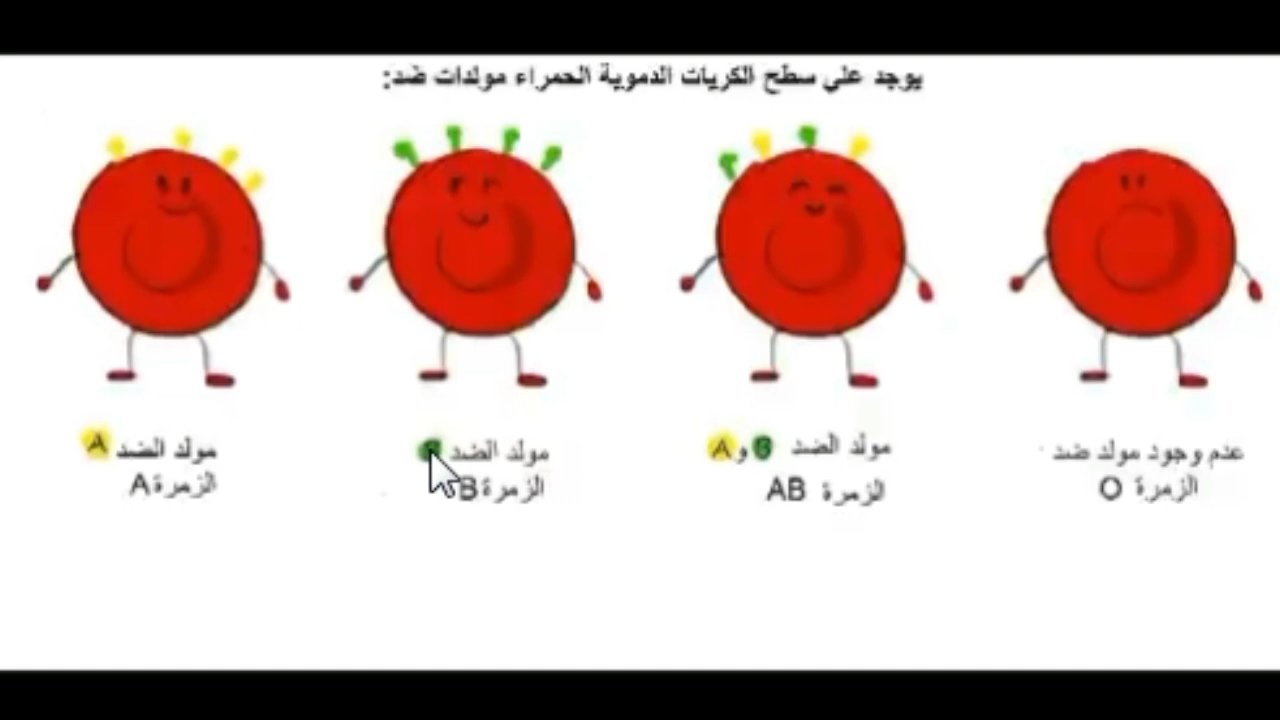 يوجد على سطح الكريات الدموية الحمراء مولدات ضد:
عدم وجود مولد ضد
الزمرة O
مولد الضد B و A
الزمرة AB
مولد الضد
الزمرة B
مولد الضد A
الزمرة A